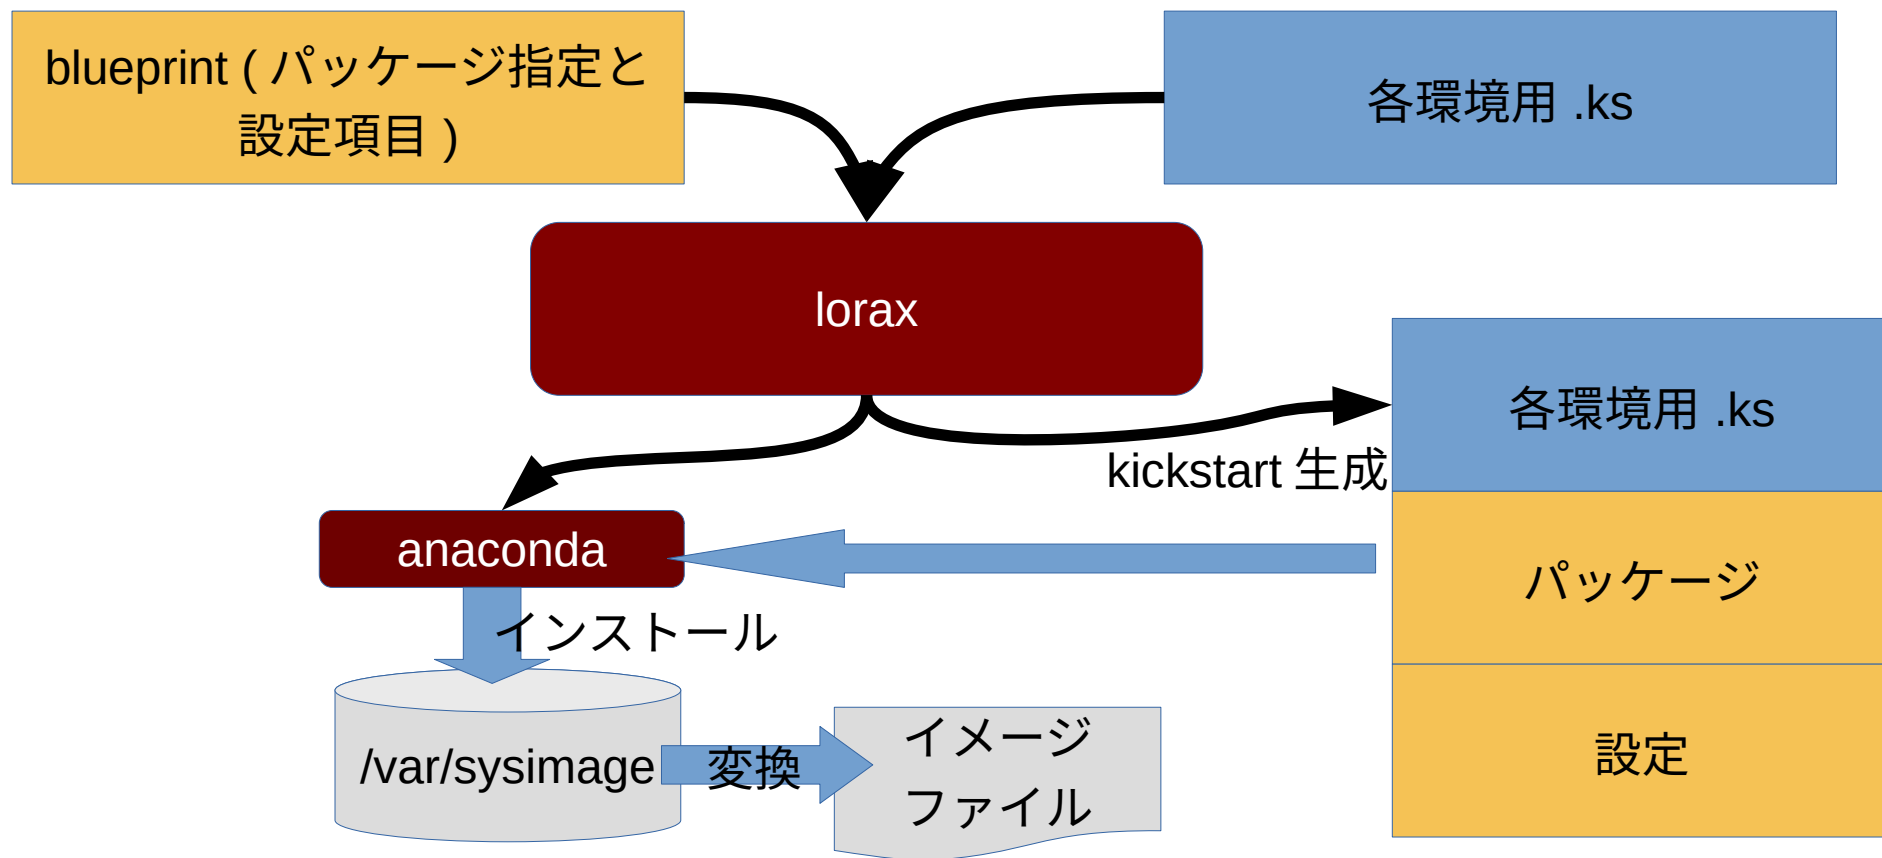 blueprint ( パッケージ指定と
設定項目 )
各環境用 .ks
lorax
各環境用 .ks
kickstart 生成
anaconda
パッケージ
インストール
設定
/var/sysimage
変換
イメージ
ファイル